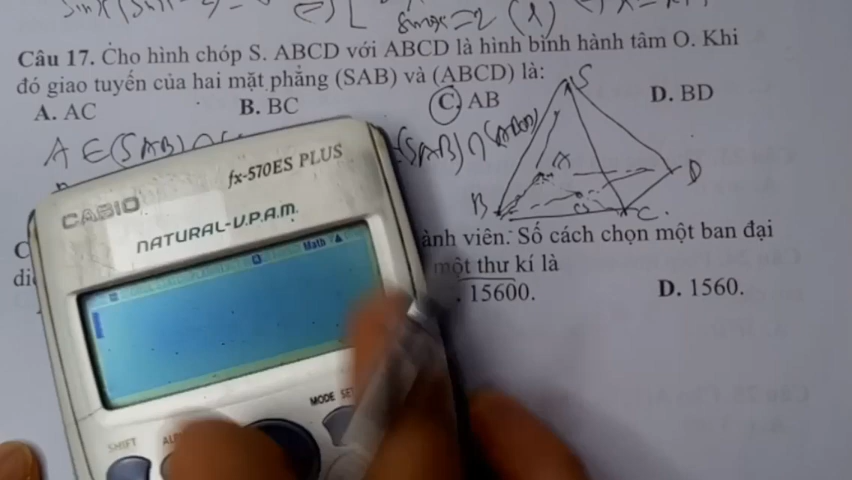 sinx = 2 (X)
Câu 17. Cho hình chóp S. ABCD với ABCD là hình bình hành tâm O. Khi
đó giao tuyến của hai mặt phẳng (SAB) và (ABCD) là:
A. AC B. BC C. AB D. BD
A ∈ (SAB) ∩
(SAB) ∩ (ABCD)
S
A
D
B
O
C
CASIO fx-570ES PLUS
NATURAL-V.P.A.M.
Math ▲
C
ành viên. Số cách chọn một ban đại
một thư kí là
15600. D. 1560.
MODE
SHIFT